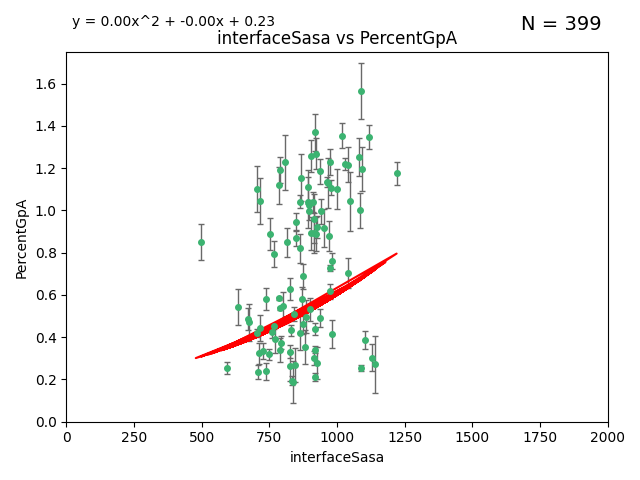 y = 0.00x^2 + -0.00x + 0.23
N = 399
interfaceSasa vs PercentGpA
PercentGpA
1.6
1.4
1.2
1.0
0.8
0.6
0.4
0.2
0.0
0 250 500 750 1000 1250 1500 1750 2000
interfaceSasa